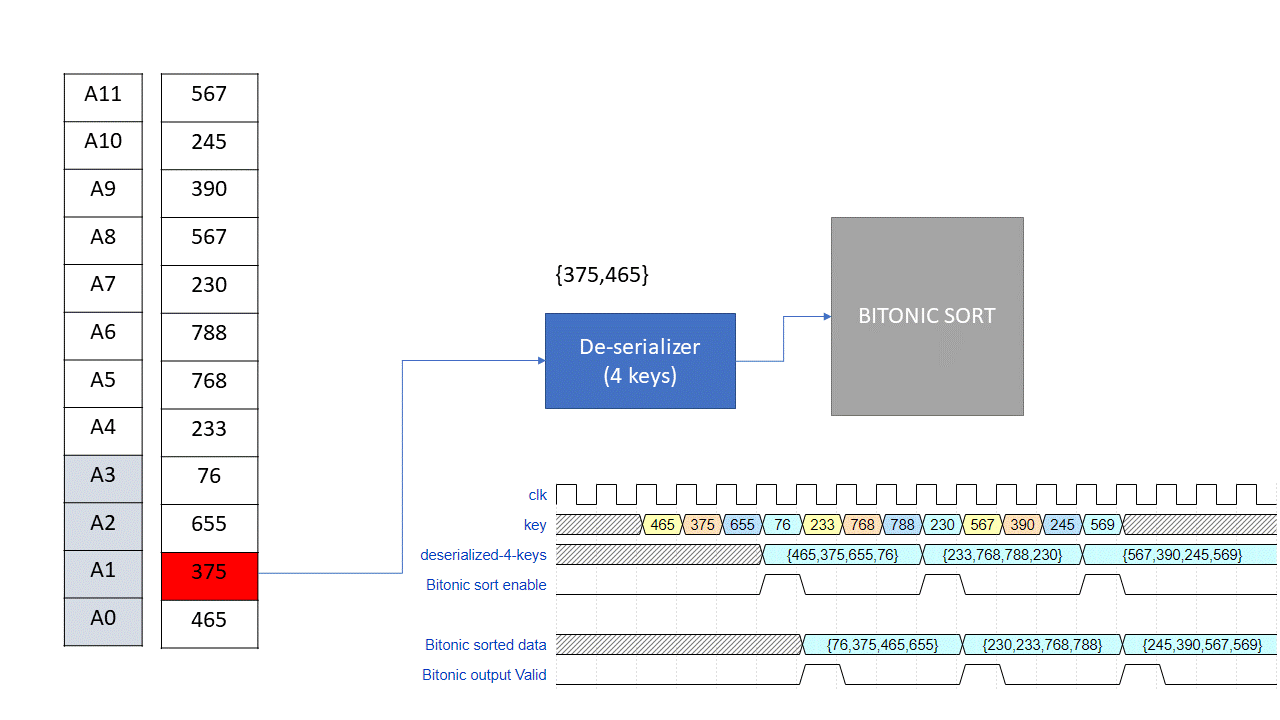 A11 567
A10 245
A9 390
A8 567
A7 230
A6 788
A5 768
A4 233
A3 76
A2 655
A1 375
A0 465
{375,465}
De-serializer
(4 keys)
BITONIC SORT
clk
key 465 375 655 76 233 768 788 230 567 390 245 569
deserialized-4-keys {465,375,655,76} {233,768,788,230} {567,390,245,569}
Bitonic sort enable
Bitonic sorted data {76,375,465,655} {230,233,768,788} {245,390,567,569}
Bitonic output Valid